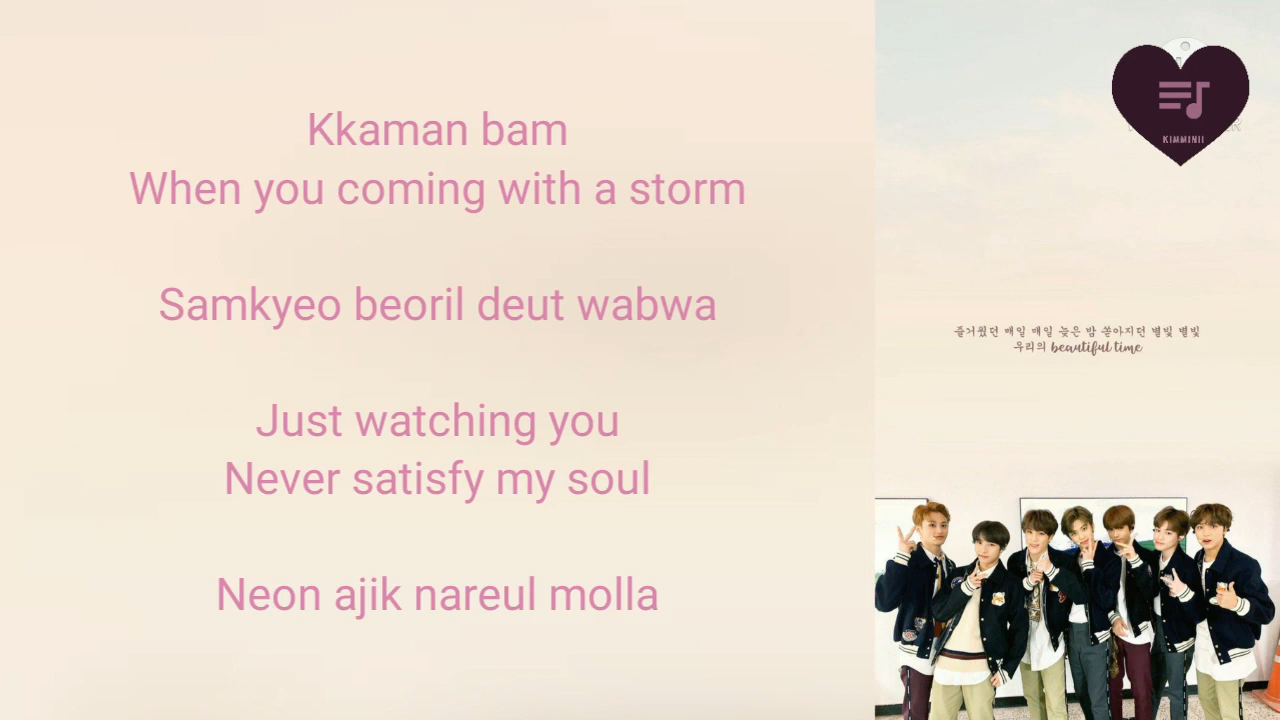 Kkaman bam
When you coming with a storm
Samkyeo beoril deut wabwa
Just watching you
Never satisfy my soul
Neon ajik nareul molla
KIMMINII
즐거웠던 매일 매일 늦은 밤 쏟아지던 별빛 별빛
우리의 beautiful time